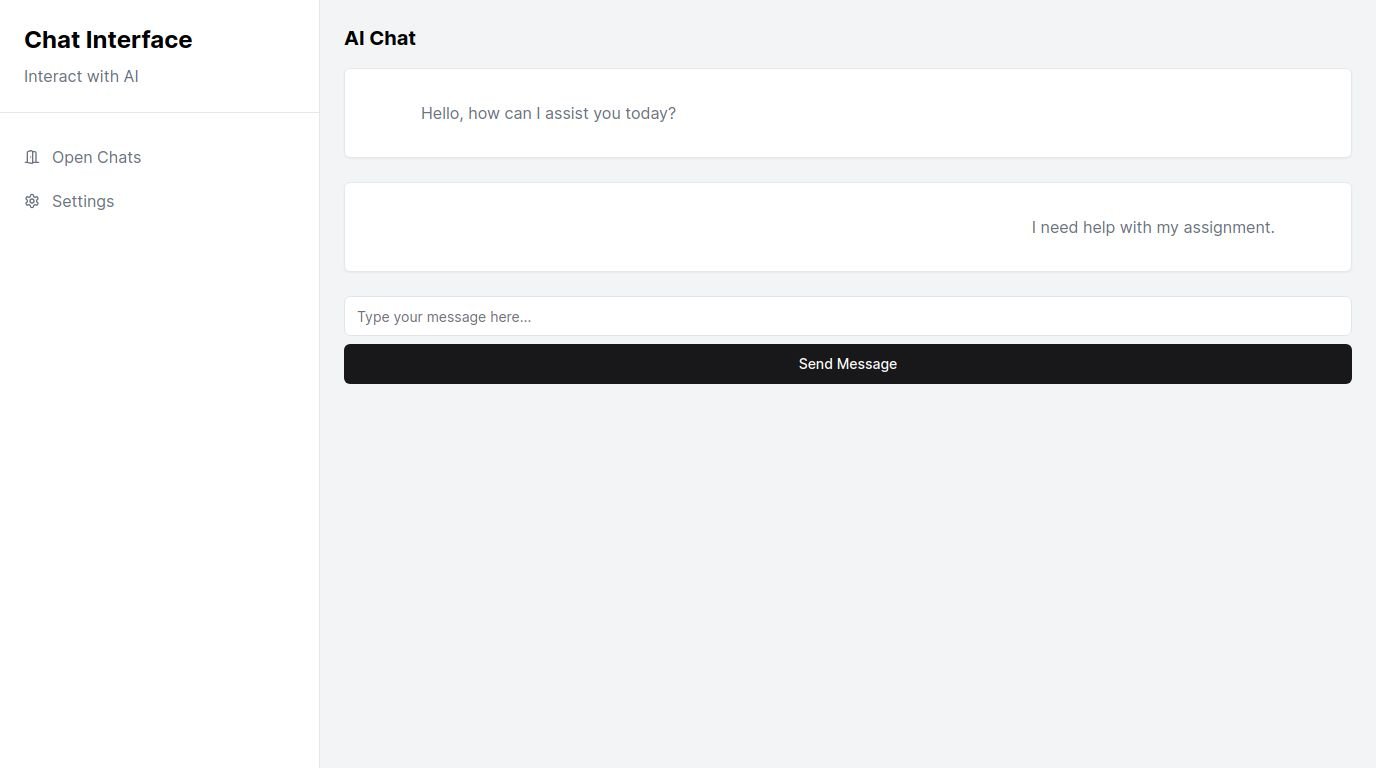 Chat Interface
Interact with AI
Open Chats
Settings
AI Chat
Hello, how can I assist you today?
I need help with my assignment.
Type your message here...
Send Message